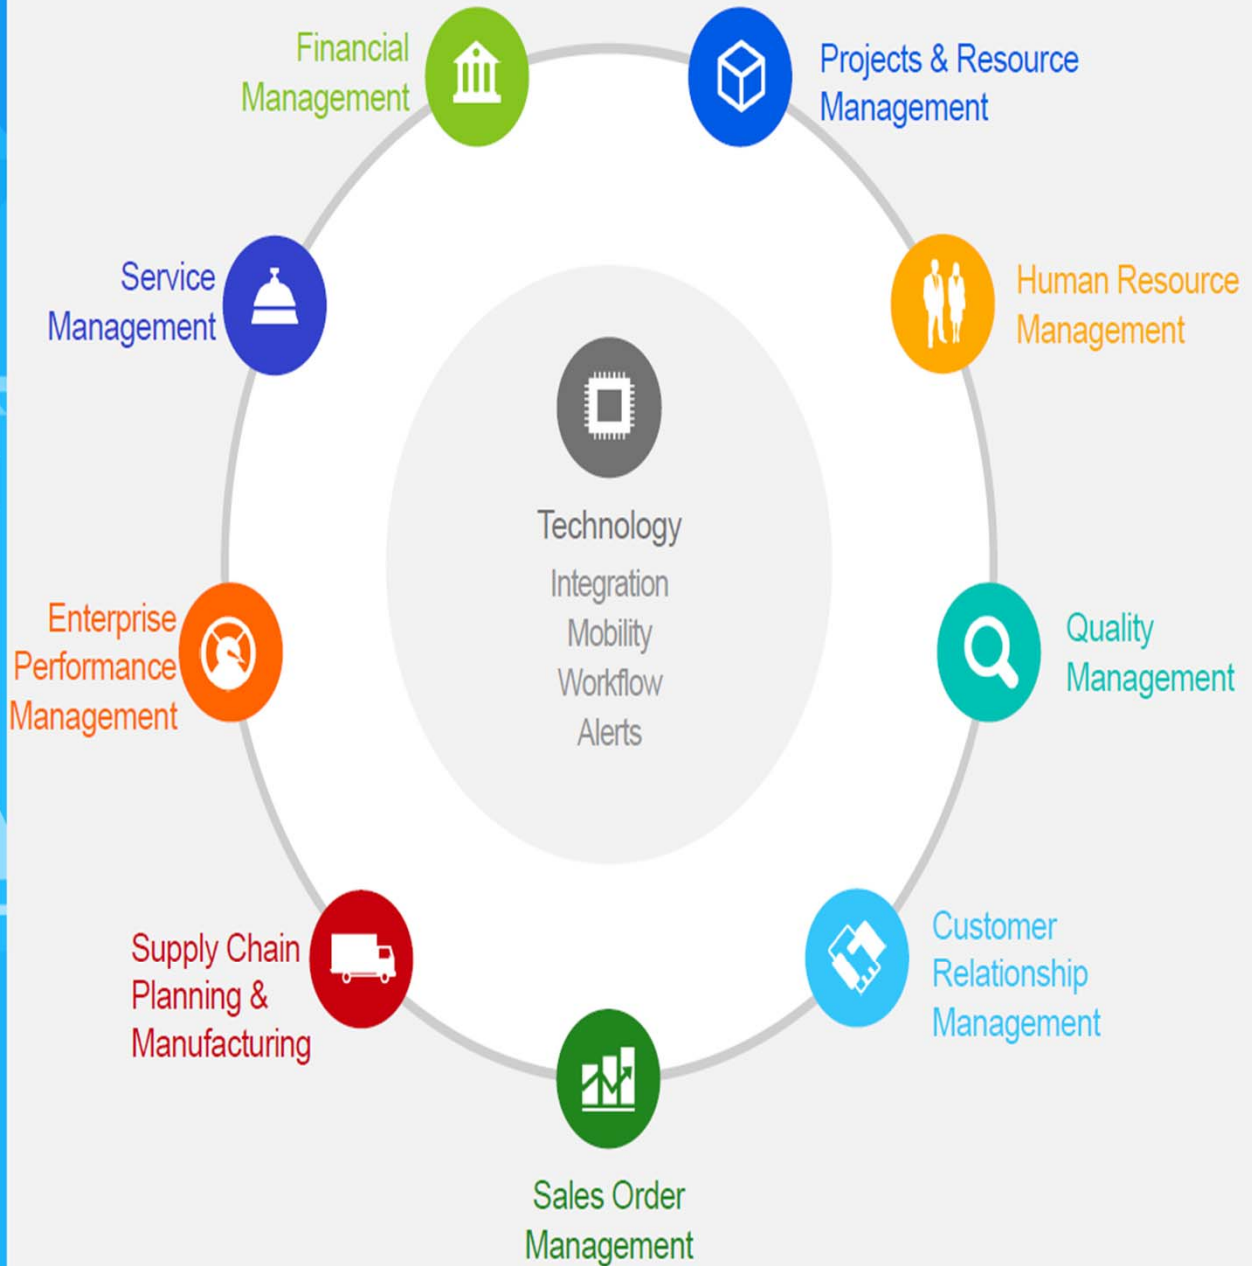 Financial
Management
Projects & Resource
Management
Service
Management
Human Resource
Management
Technology
Integration
Mobility
Workflow
Alerts
Enterprise
Performance
Management
Quality
Management
Supply Chain
Planning &
Manufacturing
Customer
Relationship
Management
Sales Order
Management